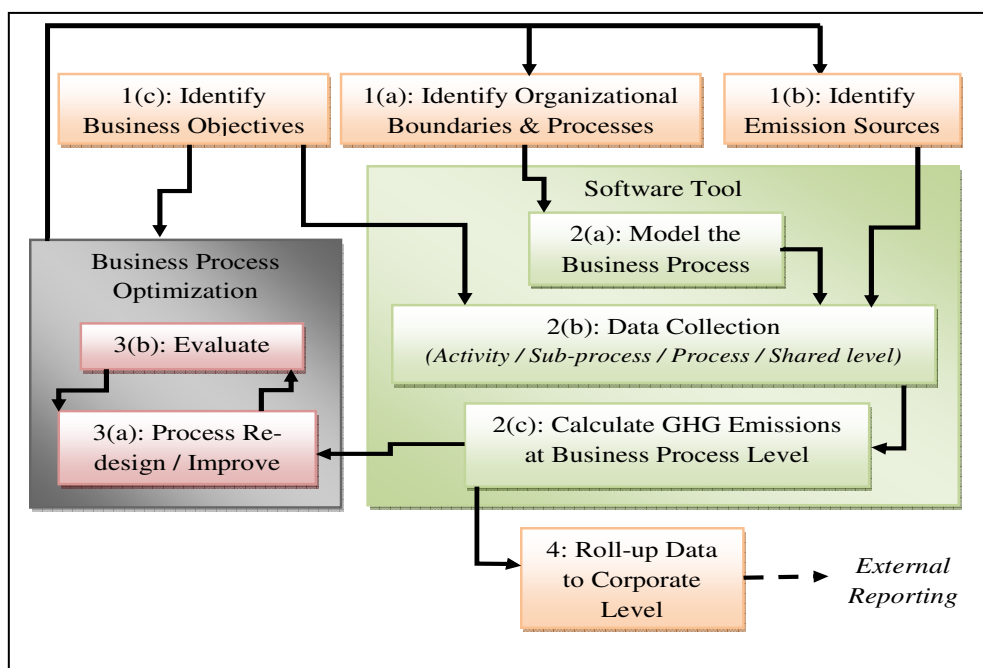 1(c): Identify
Business Objectives
1(a): Identify Organizational
Boundaries & Processes
1(b): Identify
Emission Sources
Software Tool
2(a): Model the
Business Process
Business Process
Optimization
2(b): Data Collection
(Activity / Sub-process / Process / Shared level)
3(b): Evaluate
3(a): Process Re-
design / Improve
2(c): Calculate GHG Emissions
at Business Process Level
4: Roll-up Data
to Corporate
Level
External
Reporting